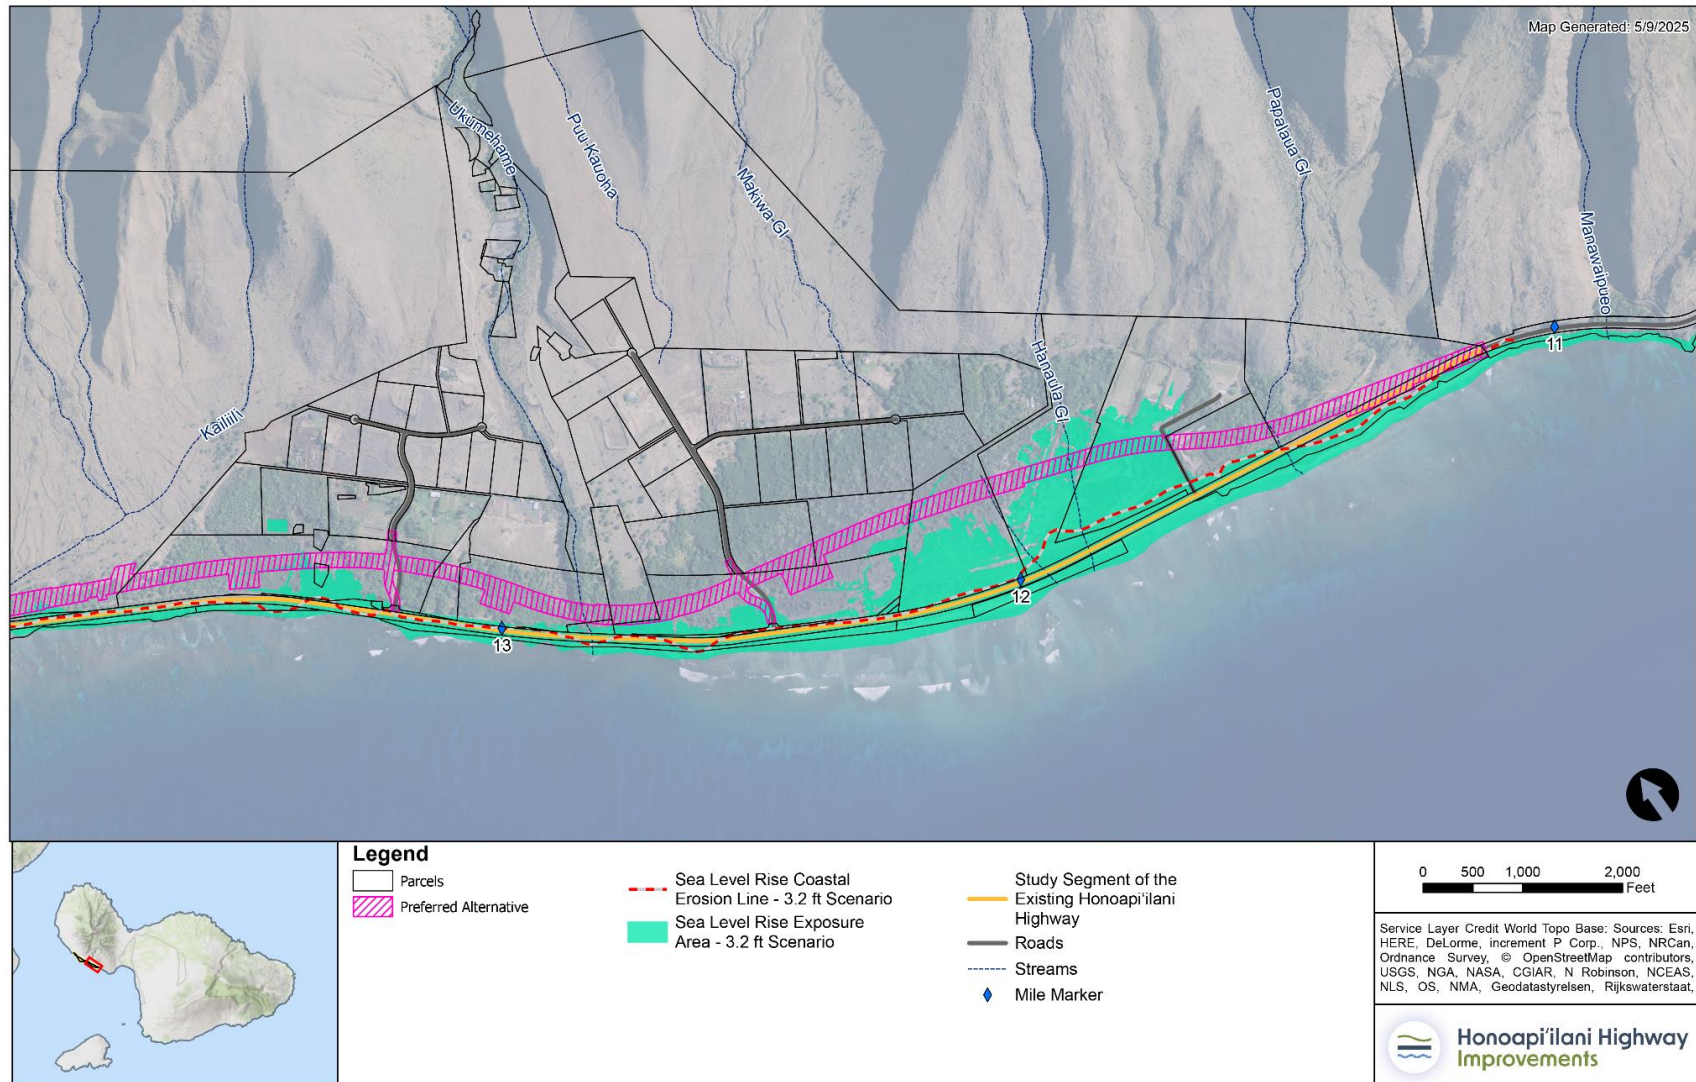 Map Generated: 5/9/2025
Ukumehame
Puu Kauoha
Makiwa Gl
Papalaua Gl
Manawaipueo
Hanaula Gl
Kailiili
11
12
13
Legend
Parcels
Preferred Alternative
Sea Level Rise Coastal
Erosion Line - 3.2 ft Scenario
Sea Level Rise Exposure
Area - 3.2 ft Scenario
Study Segment of the
Existing Honoapiʻilani
Highway
Roads
Streams
Mile Marker
0 500 1,000 2,000
Feet
Service Layer Credit World Topo Base: Sources: Esri,
HERE, DeLorme, increment P Corp., NPS, NRCan,
Ordnance Survey, © OpenStreetMap contributors,
USGS, NGA, NASA, CGIAR, N Robinson, NCEAS,
NLS, OS, NMA, Geodatastyrelsen, Rijkswaterstaat,
Honoapiʻilani Highway
Improvements